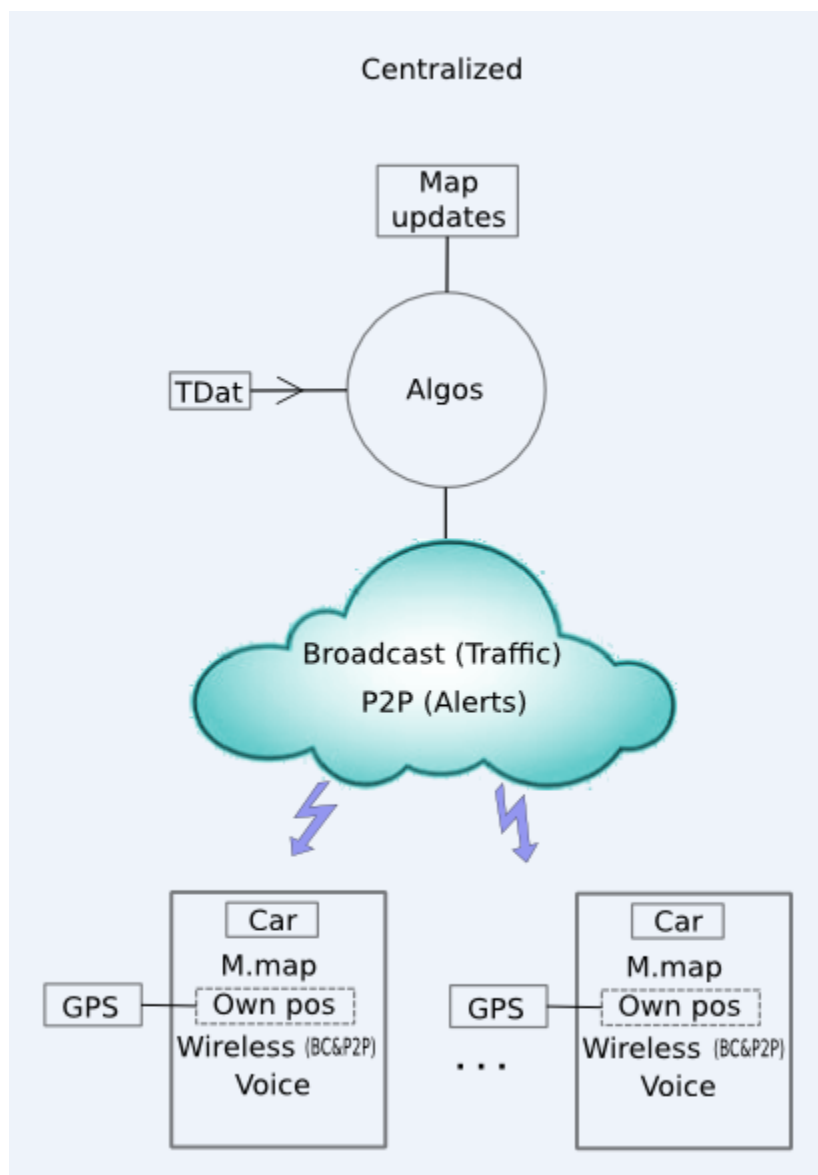 Centralized
Map
updates
TDat
Algos
Broadcast (Traffic)
P2P (Alerts)
Car
M.map
GPS
Own pos
Wireless (BC&P2P)
Voice
Car
M.map
GPS
Own pos
Wireless (BC&P2P)
Voice
...